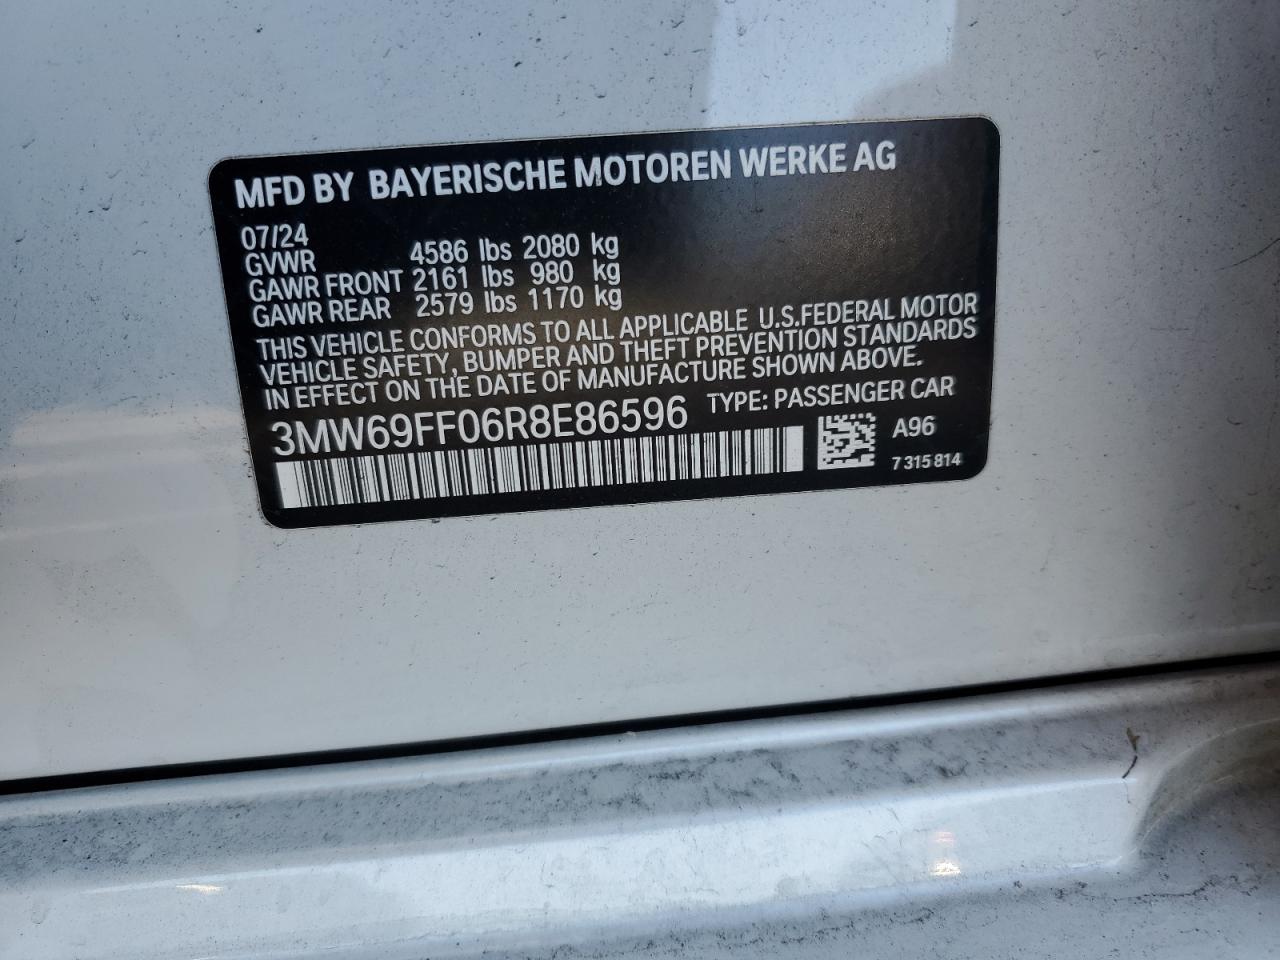 MFD BY BAYERISCHE MOTOREN WERKE AG
07/24
GVWR 4586 lbs 2080 kg
GAWR FRONT 2161 lbs 980 kg
GAWR REAR 2579 lbs 1170 kg
THIS VEHICLE CONFORMS TO ALL APPLICABLE U.S.FEDERAL MOTOR
VEHICLE SAFETY, BUMPER AND THEFT PREVENTION STANDARDS
IN EFFECT ON THE DATE OF MANUFACTURE SHOWN ABOVE.
3MW69FF06R8E86596 TYPE: PASSENGER CAR
A96
7 315 814